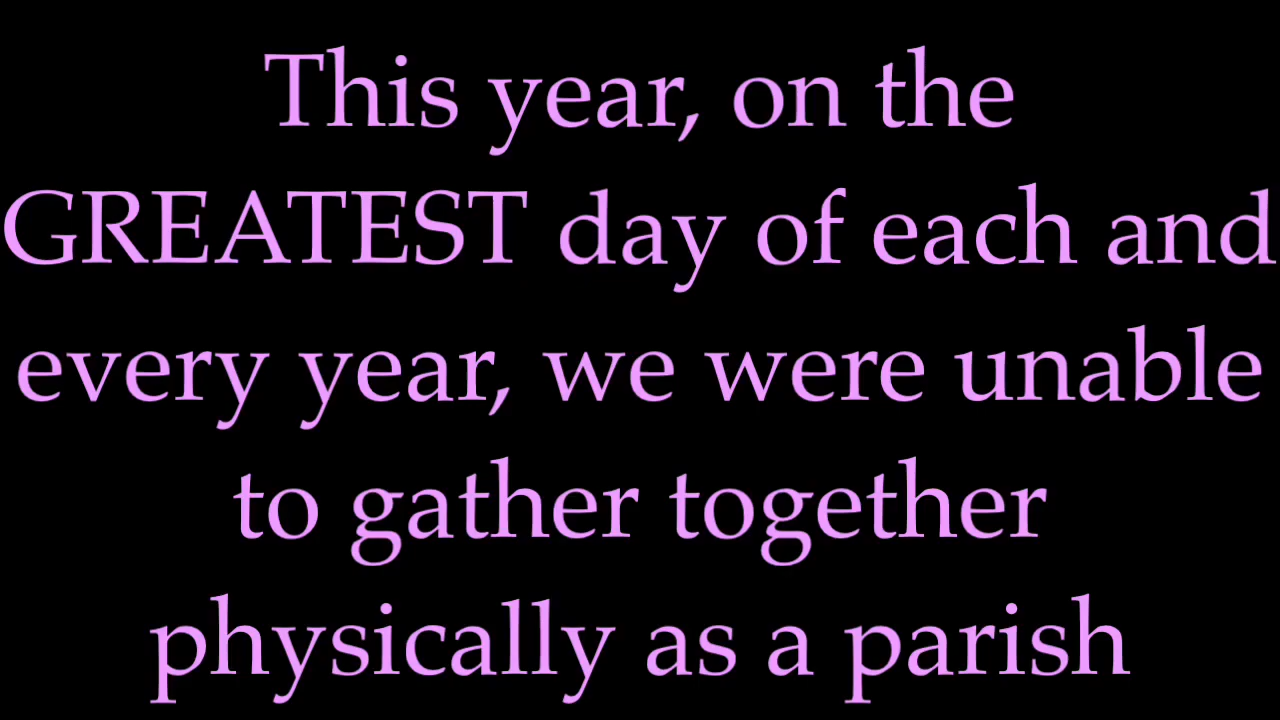 This year, on the
GREATEST day of each and
every year, we were unable
to gather together
physically as a parish